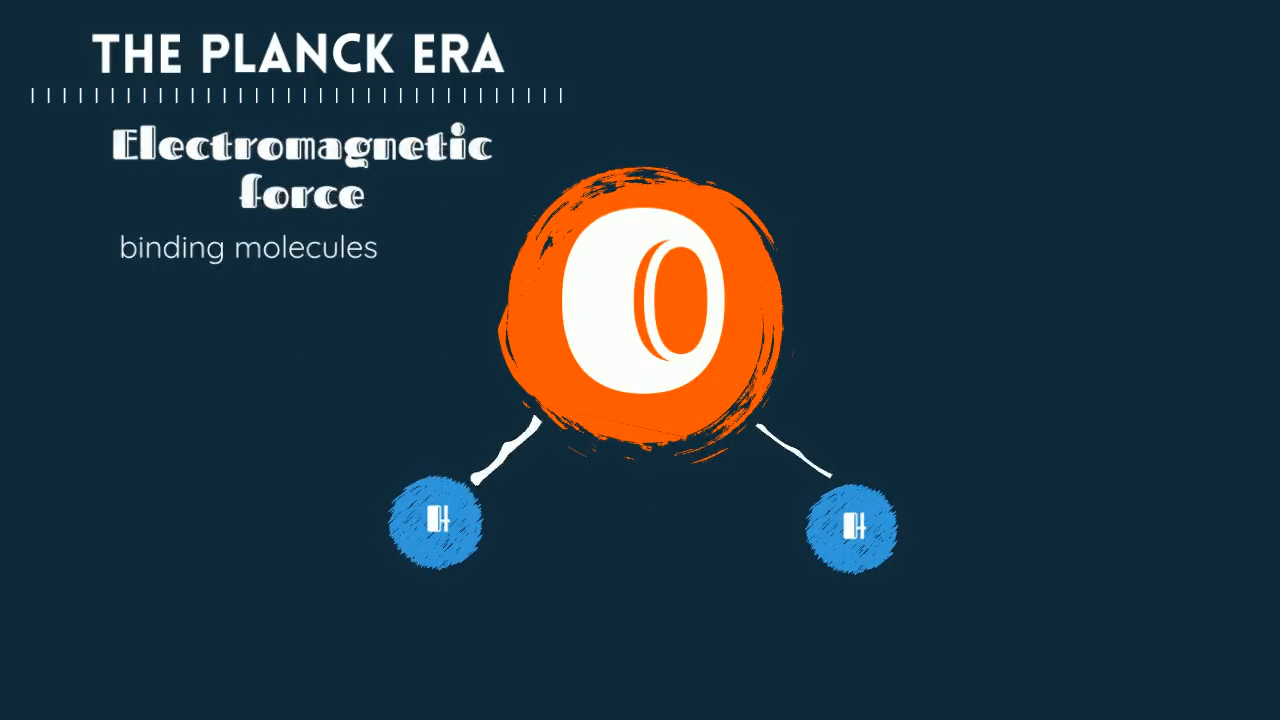 THE PLANCK ERA
Electromagnetic
force
binding molecules
O
H
H